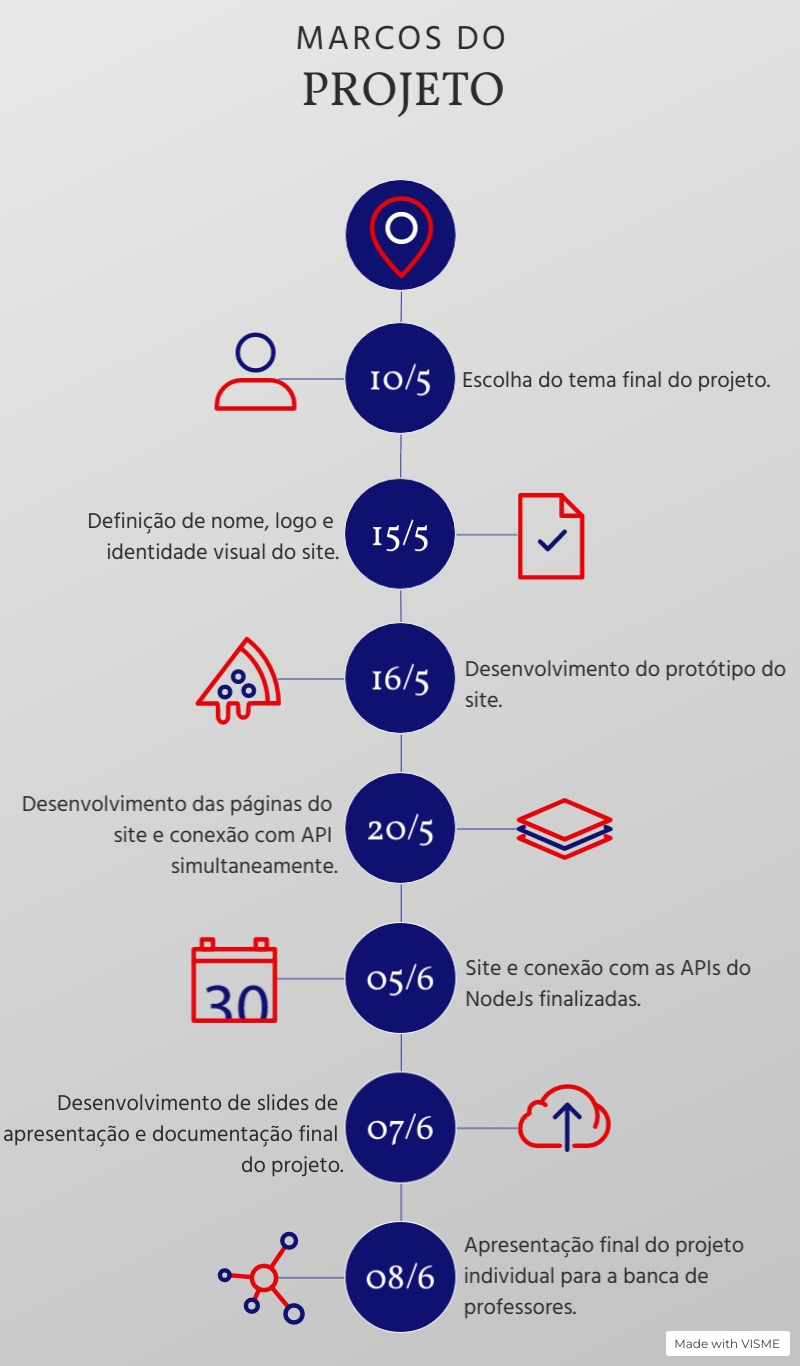 MARCOS DO
PROJETO
10/5
Escolha do tema final do projeto.
Definição de nome, logo e
identidade visual do site.
15/5
16/5
Desenvolvimento do protótipo do
site.
Desenvolvimento das páginas do
site e conexão com API
simultaneamente.
20/5
30
05/6
Site e conexão com as APIs do
NodeJs finalizadas.
Desenvolvimento de slides de
apresentação e documentação final
do projeto.
07/6
08/6
Apresentação final do projeto
individual para a banca de
professores.
Made with VISME